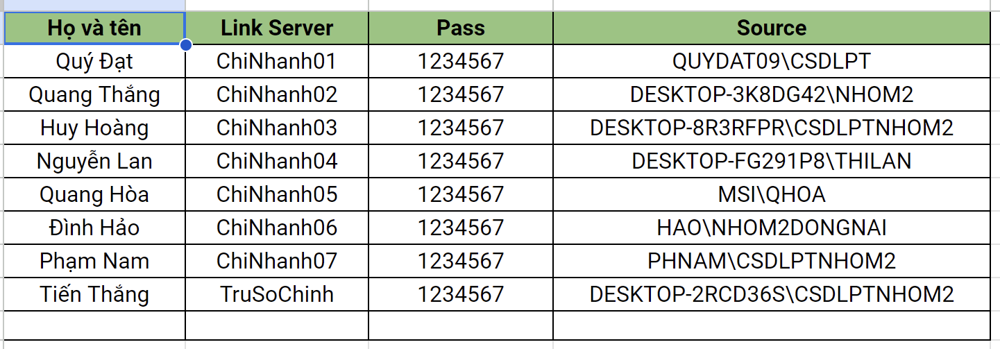 Họ và tên Link Server Pass Source
Quý Đạt ChiNhanh01 1234567 QUYDAT09\CSDLPT
Quang Thắng ChiNhanh02 1234567 DESKTOP-3K8DG42\NHOM2
Huy Hoàng ChiNhanh03 1234567 DESKTOP-8R3RFPR\CSDLPTNHOM2
Nguyễn Lan ChiNhanh04 1234567 DESKTOP-FG291P8\THILAN
Quang Hòa ChiNhanh05 1234567 MSI\QHOA
Đình Hảo ChiNhanh06 1234567 HAO\NHOM2DONGNAI
Phạm Nam ChiNhanh07 1234567 PHNAM\CSDLPTNHOM2
Tiến Thắng TruSoChinh 1234567 DESKTOP-2RCD36S\CSDLPTNHOM2